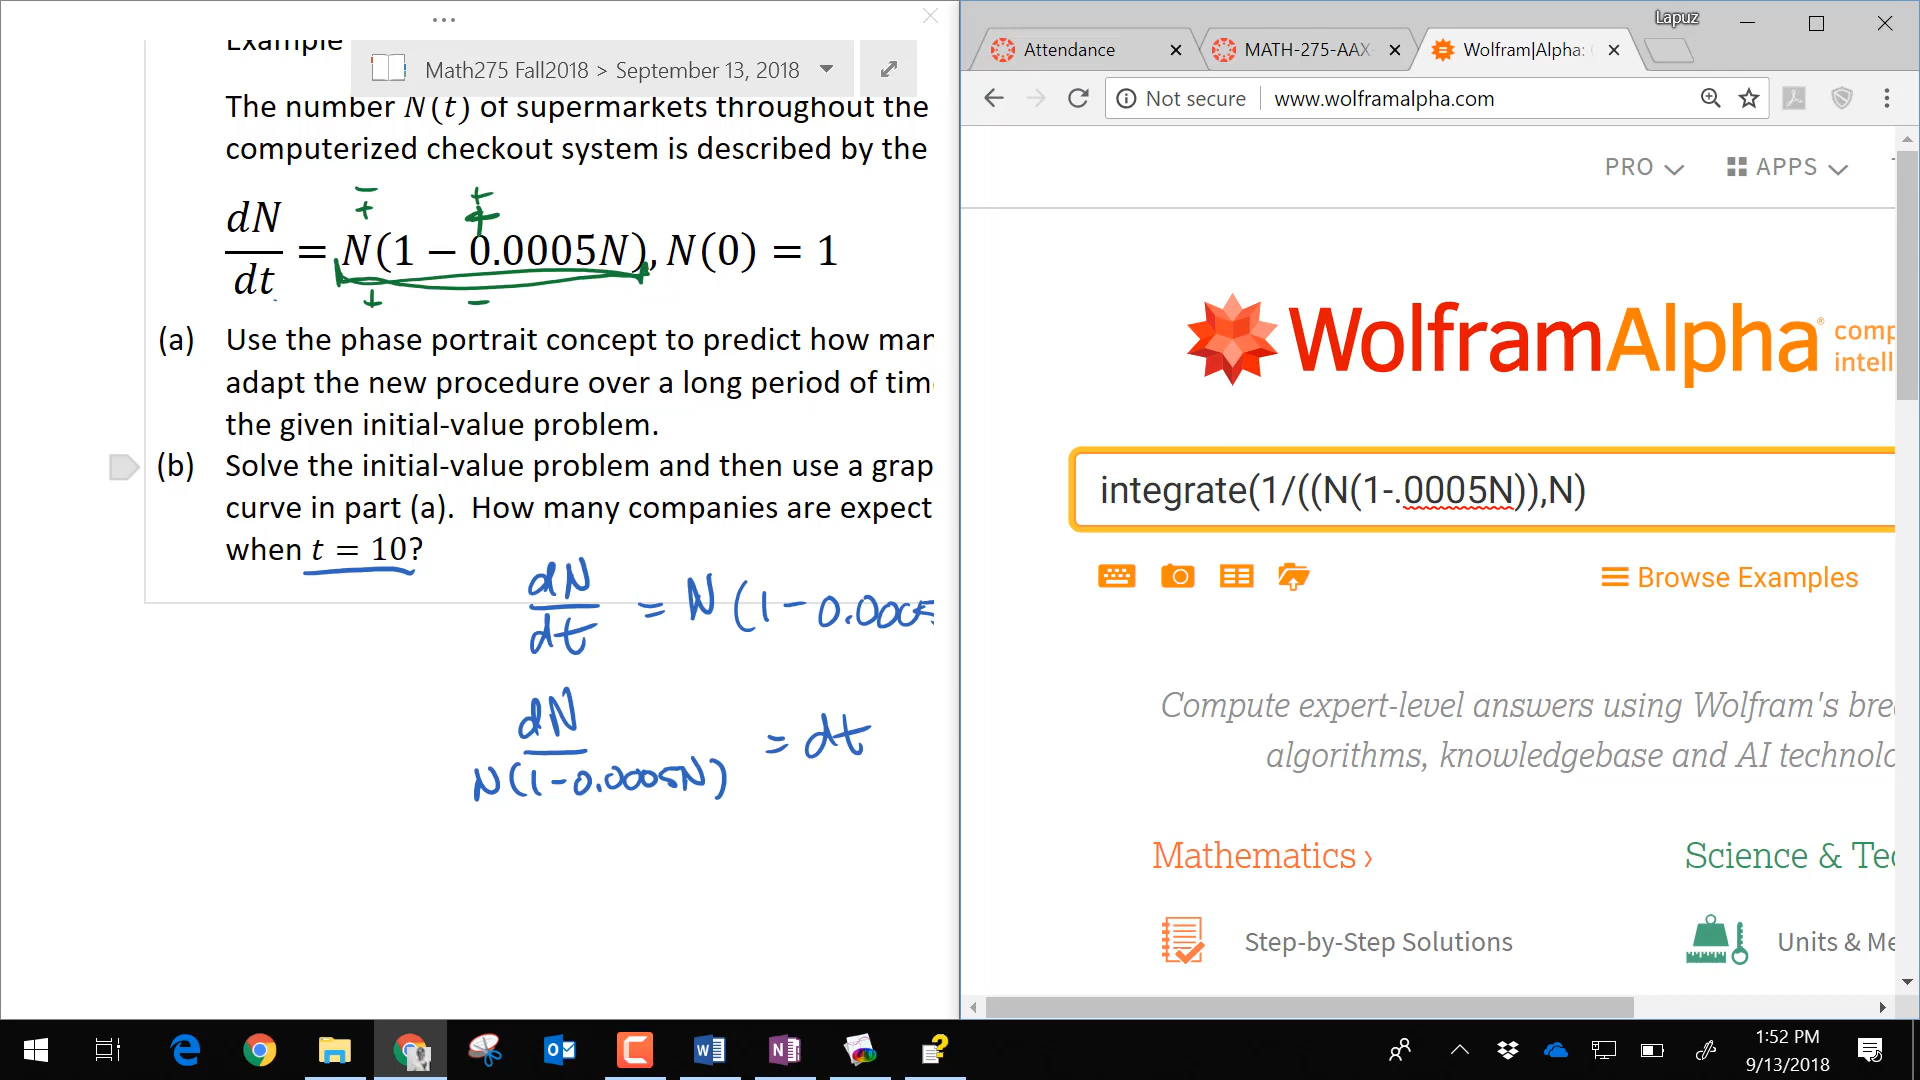 Example
Math275 Fall2018 > September 13, 2018
The number N(t) of supermarkets throughout the
computerized checkout system is described by the
− +
+ +
dN/dt = N(1 − 0.0005N), N(0) = 1
+ −
(a) Use the phase portrait concept to predict how man
adapt the new procedure over a long period of tim
the given initial-value problem.
(b) Solve the initial-value problem and then use a grap
curve in part (a). How many companies are expect
when t = 10?
dN/dt = N(1 − 0.0005
dN/N(1−0.0005N) = dt
Lapuz
Attendance
MATH-275-AAX
Wolfram|Alpha:
Not secure www.wolframalpha.com
PRO APPS
WolframAlpha® comp
intell
integrate(1/((N(1-.0005N)),N)
Browse Examples
Compute expert-level answers using Wolfram's bre
algorithms, knowledgebase and AI technolo
Mathematics ›
Science & Te
Step-by-Step Solutions
Units & Me
1:52 PM
9/13/2018